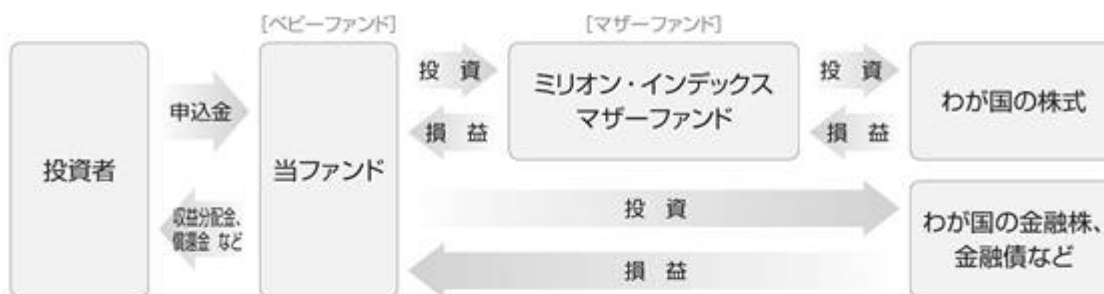 [ベビーファンド]
[マザーファンド]
投資者
申込金
収益分配金、
償還金 など
当ファンド
投 資
損 益
ミリオン・インデックス
マザーファンド
投 資
損 益
わが国の株式
投 資
損 益
わが国の金融株、
金融債など